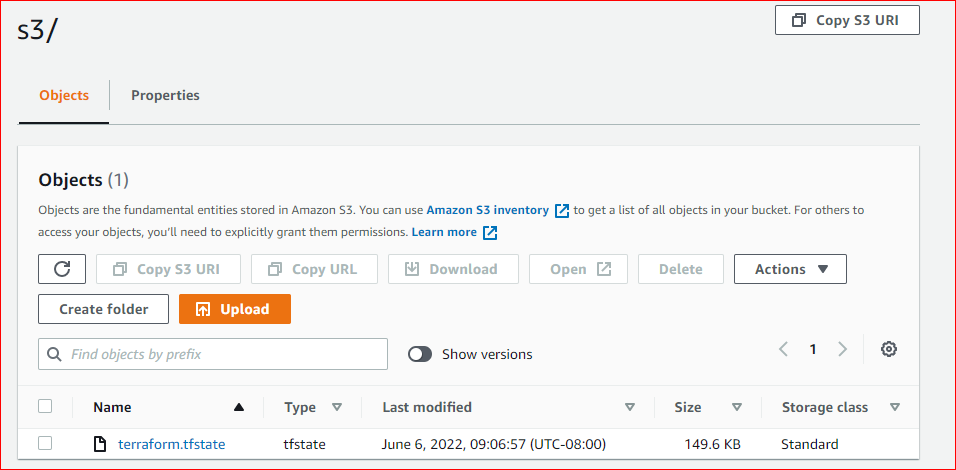 s3/
Copy S3 URI
Objects
Properties
Objects (1)
Objects are the fundamental entities stored in Amazon S3. You can use Amazon S3 inventory to get a list of all objects in your bucket. For others to
access your objects, you'll need to explicitly grant them permissions. Learn more
Copy S3 URI
Copy URL
Download
Open
Delete
Actions
Create folder
Upload
Find objects by prefix
Show versions
1
Name
Type
Last modified
Size
Storage class
terraform.tfstate
tfstate
June 6, 2022, 09:06:57 (UTC-08:00)
149.6 KB
Standard